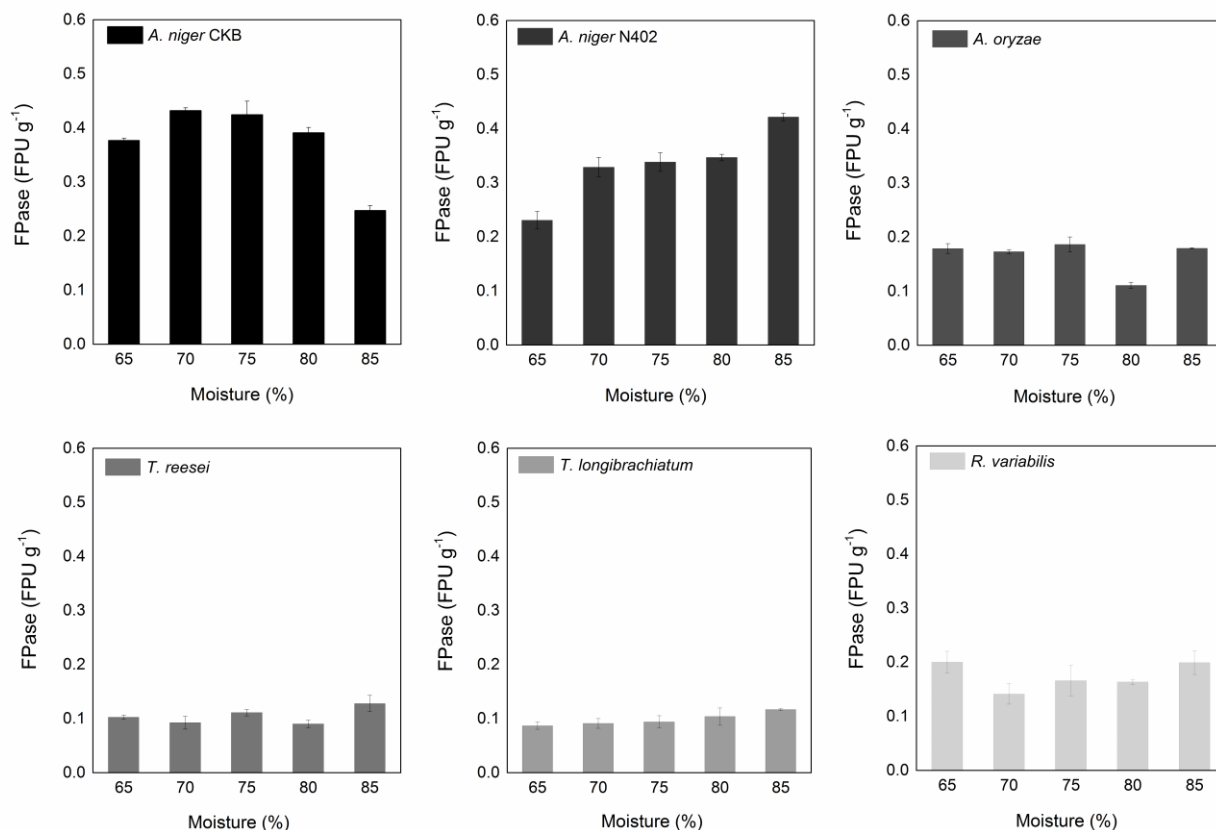 A. niger CKB
FPase (FPU g⁻¹)
0.6
0.5
0.4
0.3
0.2
0.1
0.0
65 70 75 80 85
Moisture (%)
A. niger N402
FPase (FPU g⁻¹)
0.6
0.5
0.4
0.3
0.2
0.1
0.0
65 70 75 80 85
Moisture (%)
A. oryzae
FPase (FPU g⁻¹)
0.6
0.5
0.4
0.3
0.2
0.1
0.0
65 70 75 80 85
Moisture (%)
T. reesei
FPase (FPU g⁻¹)
0.6
0.5
0.4
0.3
0.2
0.1
0.0
65 70 75 80 85
Moisture (%)
T. longibrachiatum
FPase (FPU g⁻¹)
0.6
0.5
0.4
0.3
0.2
0.1
0.0
65 70 75 80 85
Moisture (%)
R. variabilis
FPase (FPU g⁻¹)
0.6
0.5
0.4
0.3
0.2
0.1
0.0
65 70 75 80 85
Moisture (%)